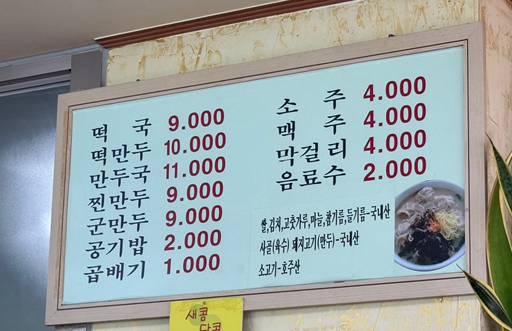 떡 국 9.000
떡만두 10.000
만두국 11.000
찐만두 9.000
군만두 9.000
공기밥 2.000
곱배기 1.000
소 주 4.000
맥 주 4.000
막걸리 4.000
음료수 2.000
쌀,김치,고춧가루,마늘,참기름,들기름-국내산
사골(육수) 돼지고기(만두)-국내산
소고기-호주산
새콤
달콤